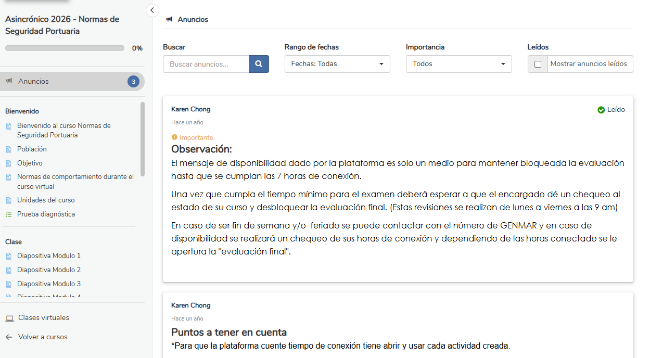 Asincrónico 2026 - Normas de
Seguridad Portuaria
0%
Anuncios
3
Bienvenido
Bienvenido al curso Normas de
Seguridad Portuaria
Población
Objetivo
Normas de comportamiento durante el
curso virtual
Unidades del curso
Prueba diagnóstica
Clase
Diapositiva Modulo 1
Diapositiva Modulo 2
Diapositiva Modulo 3
Diapositiva Modulo 4
Clases virtuales
Volver a cursos
Anuncios
Buscar
Rango de fechas
Importancia
Leídos
Buscar anuncios...
Fechas: Todas
Todos
Mostrar anuncios leídos
Karen Chong
Leído
Hace un año
Importante
Observación:
El mensaje de disponibilidad dado por la plataforma es solo un medio para mantener bloqueada la evaluación
hasta que se cumplan las 7 horas de conexión.
Una vez que cumpla el tiempo mínimo para el examen deberá esperar a que el encargado dé un chequeo al
estado de su curso y desbloquear la evaluación final. (Estas revisiones se realizan de lunes a viernes a las 9 am)
En caso de ser fin de semana y/o feriado se puede contactar con el número de GENMAR y en caso de
disponibilidad se realizará un chequeo de sus horas de conexión y dependiendo de las horas conectado se le
apertura la "evaluación final".
Karen Chong
Hace un año
Puntos a tener en cuenta
*Para que la plataforma cuente tiempo de conexión tiene abrir y usar cada actividad creada.